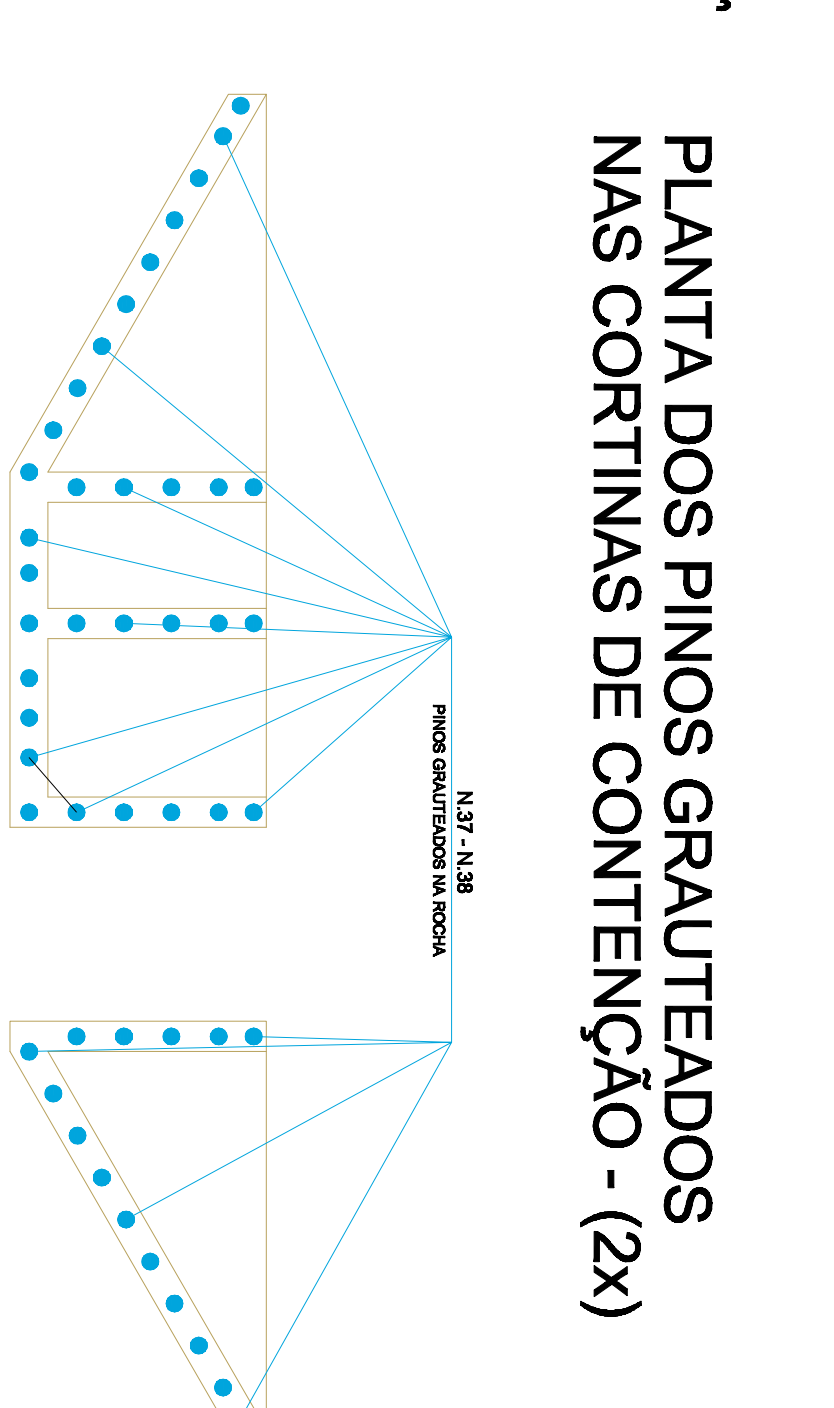 PLANTA DOS PINOS GRAUTEADOS
NAS CORTINAS DE CONTENÇÃO - (2x)
N.37 - N.38
PINOS GRAUTEADOS NA ROCHA